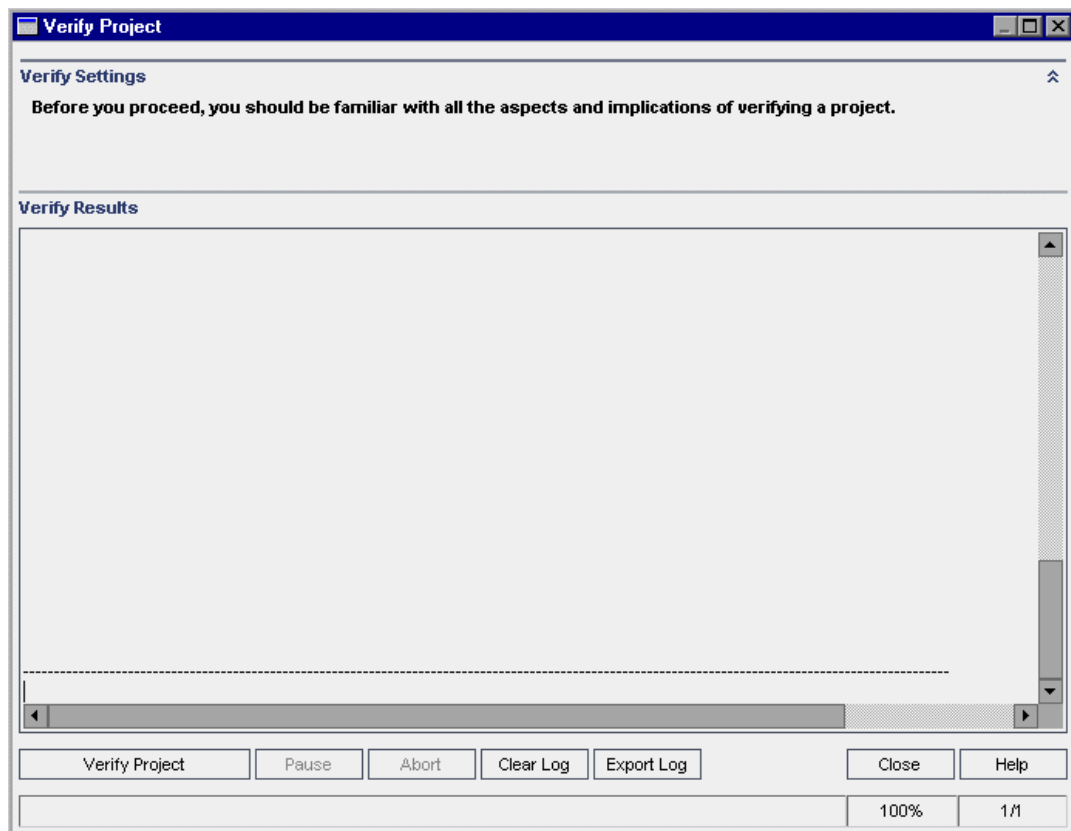 Verify Project
Verify Settings
Before you proceed, you should be familiar with all the aspects and implications of verifying a project.
Verify Results
--------------------------------------------------------------------------------------------------------------------------------------------------------
Verify Project Pause Abort Clear Log Export Log Close Help
100% 1/1